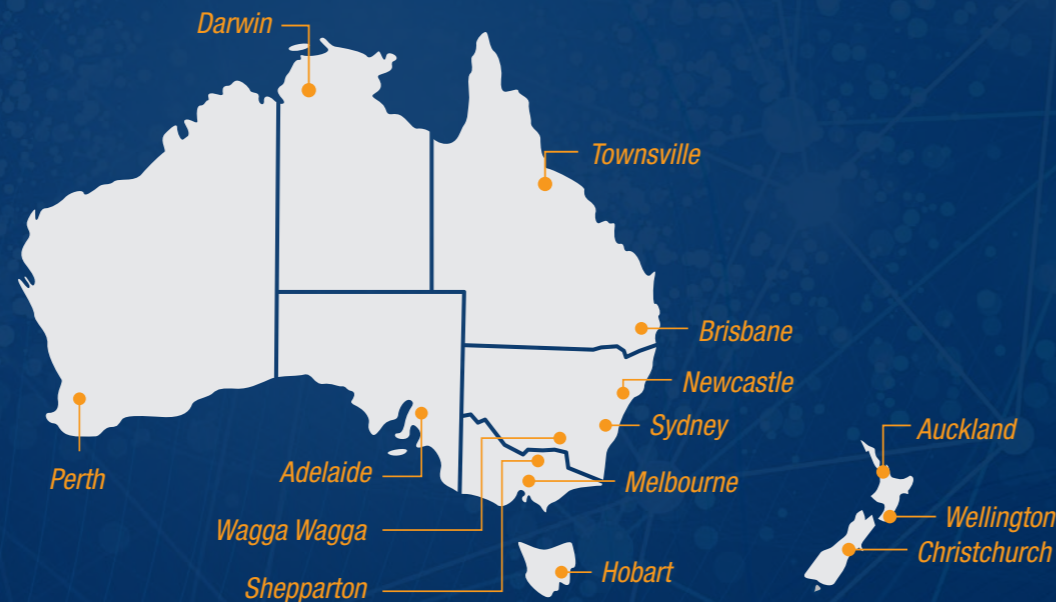 Darwin
Townsville
Brisbane
Newcastle
Sydney
Auckland
Perth
Adelaide
Melbourne
Wellington
Wagga Wagga
Christchurch
Hobart
Shepparton